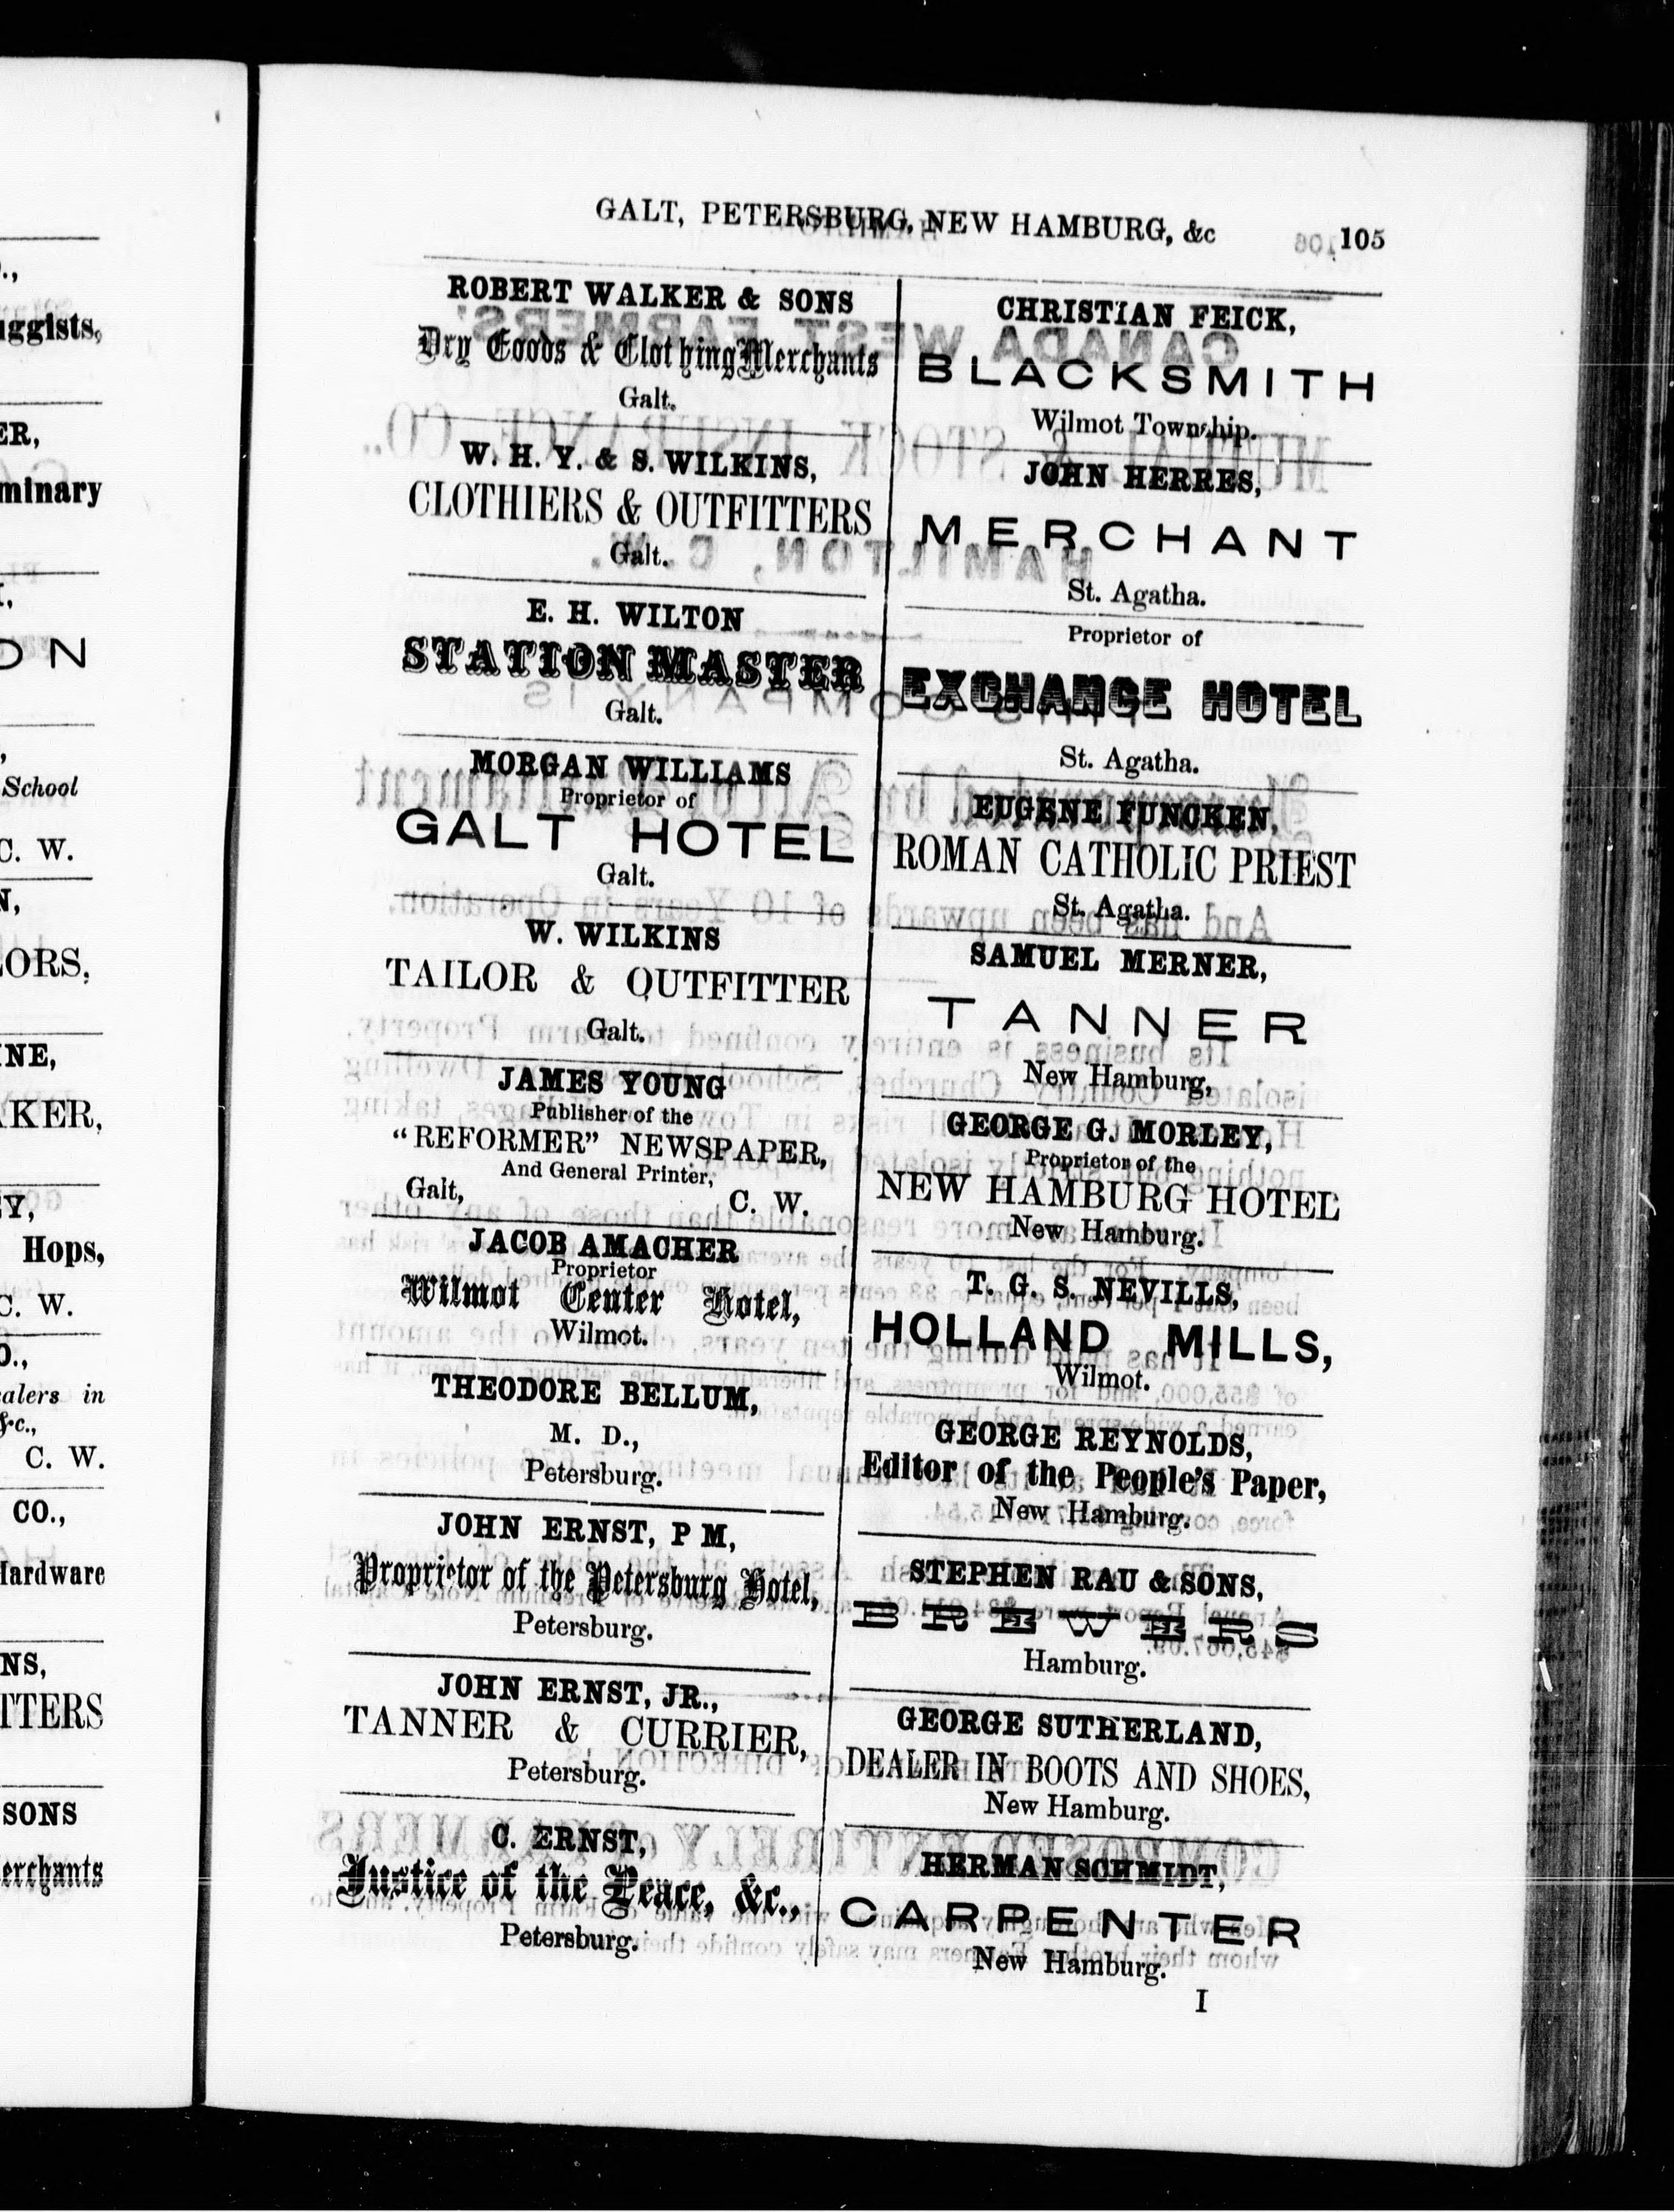 GALT, PETERSBURG, NEW HAMBURG, &c 105
ROBERT WALKER & SONS
Dry Goods & Clothing Merchants
Galt.
W. H. Y. & S. WILKINS,
CLOTHIERS & OUTFITTERS
Galt.
E. H. WILTON
STATION MASTER
Galt.
MORGAN WILLIAMS
Proprietor of
GALT HOTEL
Galt.
W. WILKINS
TAILOR & OUTFITTER
Galt.
JAMES YOUNG
Publisher of the
"REFORMER" NEWSPAPER,
And General Printer,
Galt, C. W.
JACOB AMACHER
Proprietor
Wilmot Center Hotel,
Wilmot.
THEODORE BELLUM,
M. D.,
Petersburg.
JOHN ERNST, P M,
Proprietor of the Petersburg Hotel,
Petersburg.
JOHN ERNST, JR.,
TANNER & CURRIER,
Petersburg.
C. ERNST,
Justice of the Peace, &c.,
Petersburg.
CHRISTIAN FEICK,
BLACKSMITH
Wilmot Township.
JOHN HERRES,
MERCHANT
St. Agatha.
Proprietor of
EXCHANGE HOTEL
St. Agatha.
EUGENE FUNCKEN,
ROMAN CATHOLIC PRIEST
St. Agatha.
SAMUEL MERNER,
TANNER
New Hamburg,
GEORGE G. MORLEY,
Proprietor of the
NEW HAMBURG HOTEL
New Hamburg.
T. G. S. NEVILLS,
HOLLAND MILLS,
Wilmot.
GEORGE REYNOLDS,
Editor of the People's Paper,
New Hamburg.
STEPHEN RAU & SONS,
BREWERS
Hamburg.
GEORGE SUTHERLAND,
DEALER IN BOOTS AND SHOES,
New Hamburg.
HERMAN SCHMIDT,
CARPENTER
New Hamburg.
I